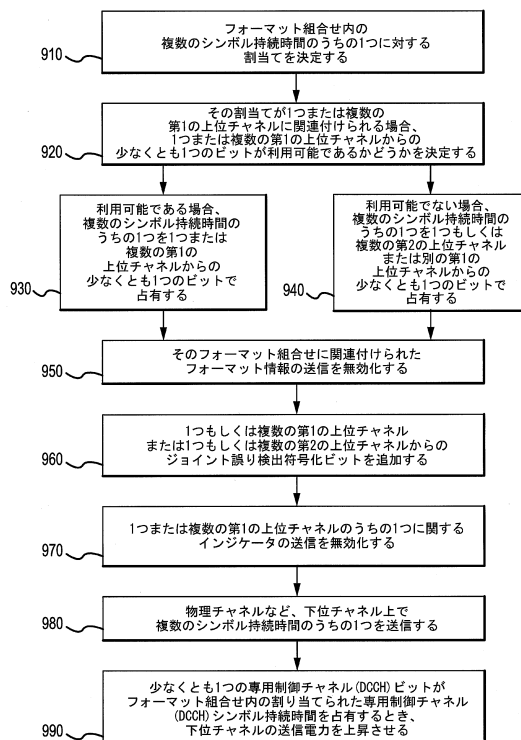 910
フォーマット組合せ内の
複数のシンボル持続時間のうちの1つに対する
割当てを決定する
920
その割当てが1つまたは複数の
第1の上位チャネルに関連付けられる場合、
1つまたは複数の第1の上位チャネルからの
少なくとも1つのビットが利用可能であるかどうかを決定する
930
利用可能である場合、
複数のシンボル持続時間の
うちの1つを1つまたは
複数の第1の
上位チャネルからの
少なくとも1つのビットで
占有する
940
利用可能でない場合、
複数のシンボル持続時間の
うちの1つを1つもしくは
複数の第2の上位チャネル
または別の第1の
上位チャネルからの
少なくとも1つのビットで
占有する
950
そのフォーマット組合せに関連付けられた
フォーマット情報の送信を無効化する
960
1つもしくは複数の第1の上位チャネル
または1つもしくは複数の第2の上位チャネルからの
ジョイント誤り検出符号化ビットを追加する
970
1つまたは複数の第1の上位チャネルのうちの1つに関する
インジケータの送信を無効化する
980
物理チャネルなど、下位チャネル上で
複数のシンボル持続時間のうちの1つを送信する
990
少なくとも1つの専用制御チャネル(DCCH)ビットが
フォーマット組合せ内の割り当てられた専用制御チャネル
(DCCH)シンボル持続時間を占有するとき、
下位チャネルの送信電力を上昇させる